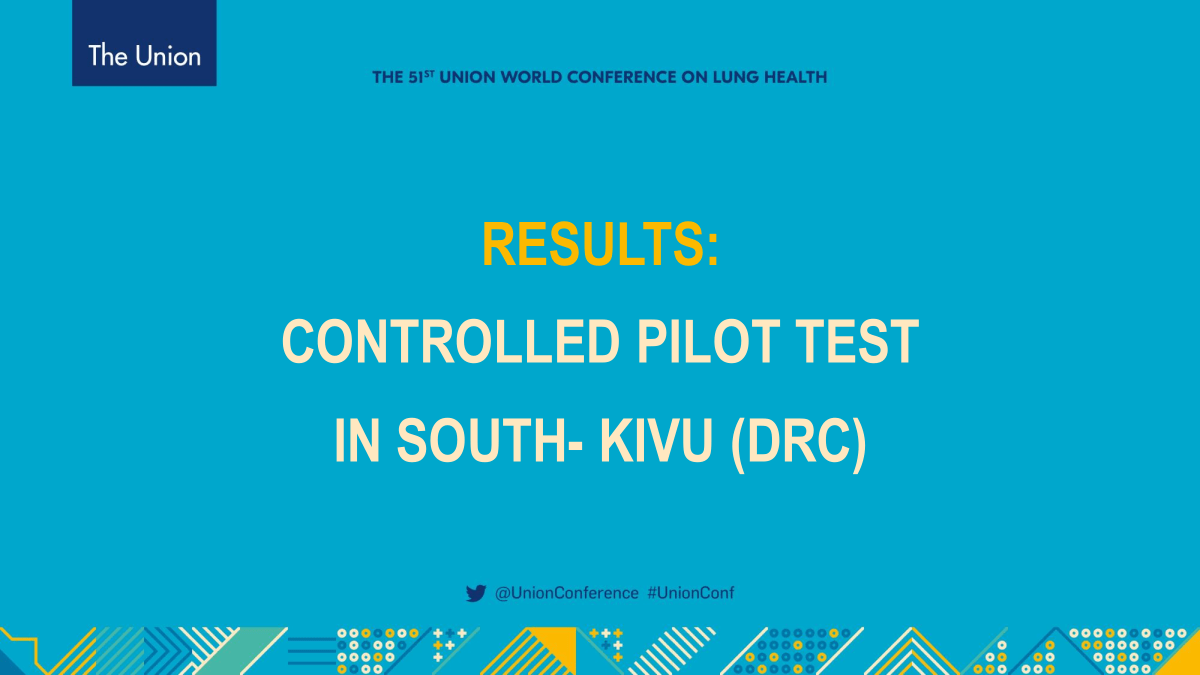 The Union
THE 51ST UNION WORLD CONFERENCE ON LUNG HEALTH
RESULTS:
CONTROLLED PILOT TEST
IN SOUTH- KIVU (DRC)
@UnionConference #UnionConf